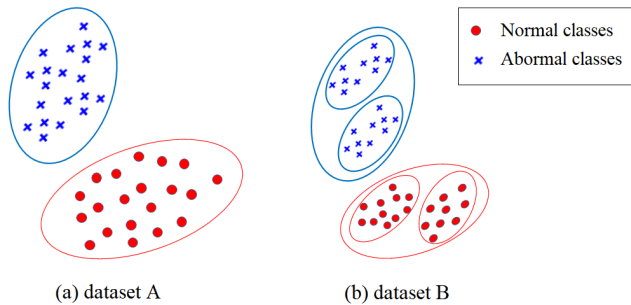 Normal classes
Abormal classes
(a) dataset A
(b) dataset B